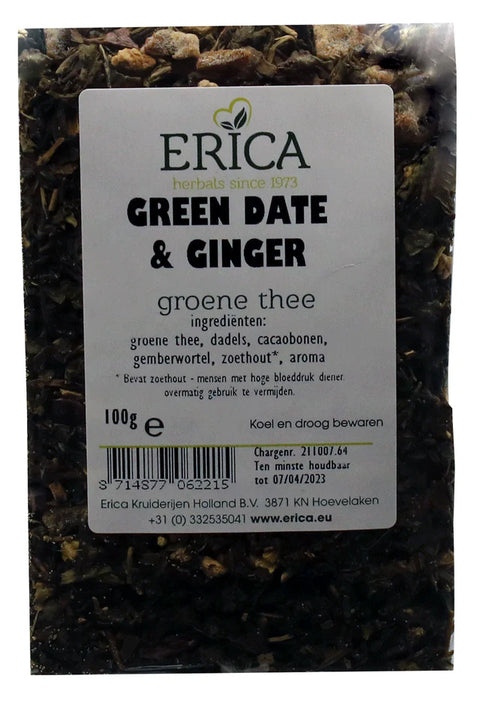 ERICA
herbals since 1973
GREEN DATE
& GINGER
groene thee
ingrediënten:
groene thee, dadels, cacaobonen,
gemberwortel, zoethout*, aroma
* Bevat zoethout - mensen met hoge bloeddruk dienen
overmatig gebruik te vermijden.
100g e
Koel en droog bewaren
Chargenr. 211007.64
Ten minste houdbaar
tot 07/04/2023
8 714877 062215
Erica Kruiderijen Holland B.V. 3871 KN Hoevelaken
+31 (0) 332535041 www.erica.eu